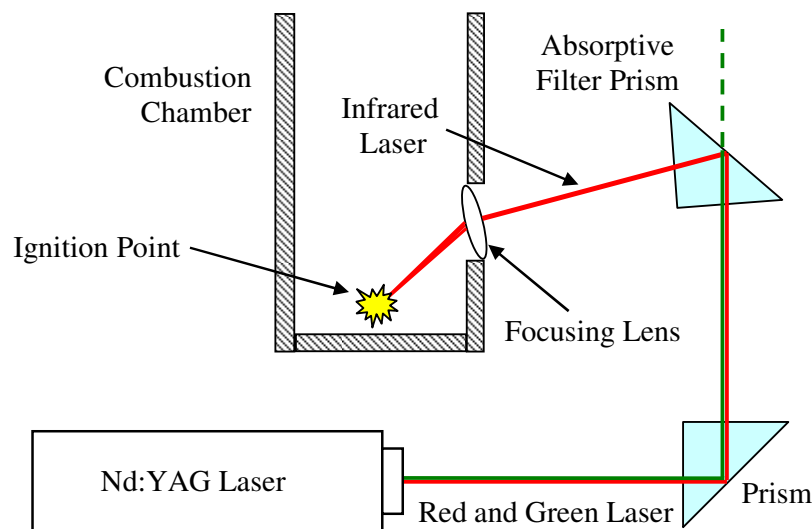 Combustion
Chamber
Absorptive
Filter Prism
Infrared
Laser
Ignition Point
Focusing Lens
Nd:YAG Laser
Red and Green Laser
Prism